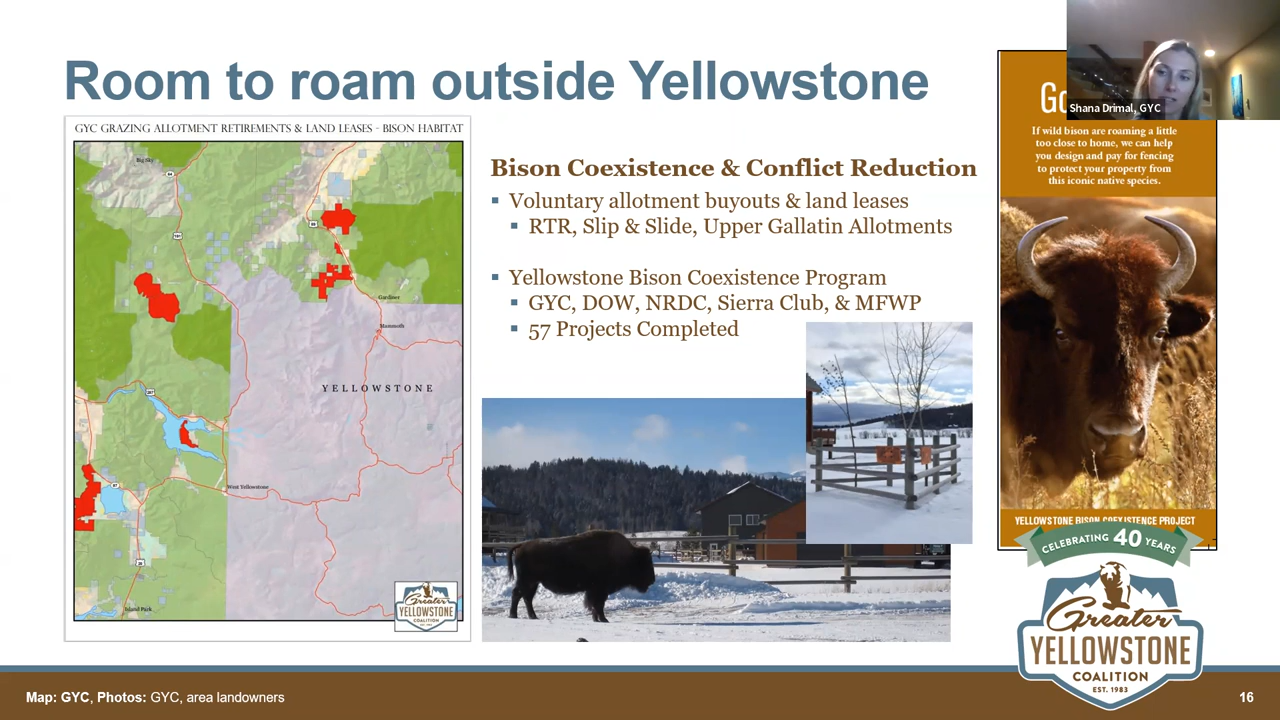 Room to roam outside Yellowstone
Shana Drimal, GYC
If wild bison are roaming a little
too close to home, we can help
you design and pay for fencing
to protect your property from
this iconic native species.
GYC GRAZING ALLOTMENT RETIREMENTS & LAND LEASES - BISON HABITAT
Big Sky
Gardiner
Mammoth
YELLOWSTONE
West Yellowstone
Island Park
Greater
YELLOWSTONE
COALITION
Bison Coexistence & Conflict Reduction
▪ Voluntary allotment buyouts & land leases
▪ RTR, Slip & Slide, Upper Gallatin Allotments
▪ Yellowstone Bison Coexistence Program
▪ GYC, DOW, NRDC, Sierra Club, & MFWP
▪ 57 Projects Completed
YELLOWSTONE BISON COEXISTENCE PROJECT
CELEBRATING 40 YEARS
Greater
YELLOWSTONE
COALITION
EST. 1983
Map: GYC, Photos: GYC, area landowners
16